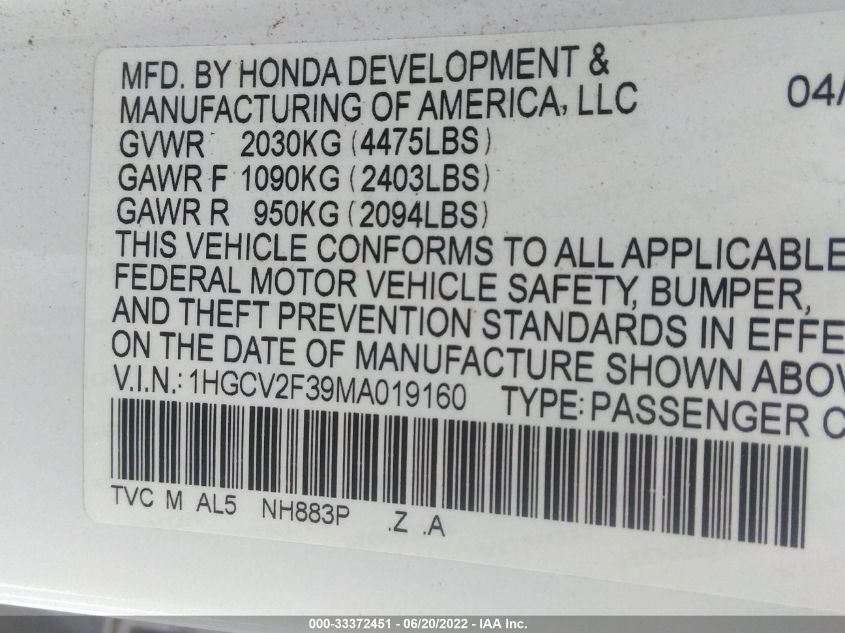 MFD. BY HONDA DEVELOPMENT &
MANUFACTURING OF AMERICA, LLC 04/
GVWR 2030KG (4475LBS)
GAWR F 1090KG (2403LBS)
GAWR R 950KG (2094LBS)
THIS VEHICLE CONFORMS TO ALL APPLICABLE
FEDERAL MOTOR VEHICLE SAFETY, BUMPER,
AND THEFT PREVENTION STANDARDS IN EFFE
ON THE DATE OF MANUFACTURE SHOWN ABOV
V.I.N.: 1HGCV2F39MA019160 TYPE: PASSENGER C
TVC M AL5 NH883P .Z .A
000-33372451 - 06/20/2022 - IAA Inc.